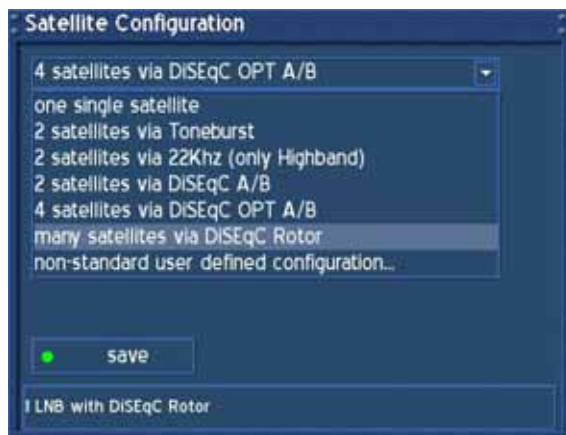 Satellite Configuration
4 satellites via DiSEqC OPT A/B
one single satellite
2 satellites via Toneburst
2 satellites via 22Khz (only Highband)
2 satellites via DiSEqC A/B
4 satellites via DiSEqC OPT A/B
many satellites via DiSEqC Rotor
non-standard user defined configuration...
save
1 LNB with DiSEqC Rotor